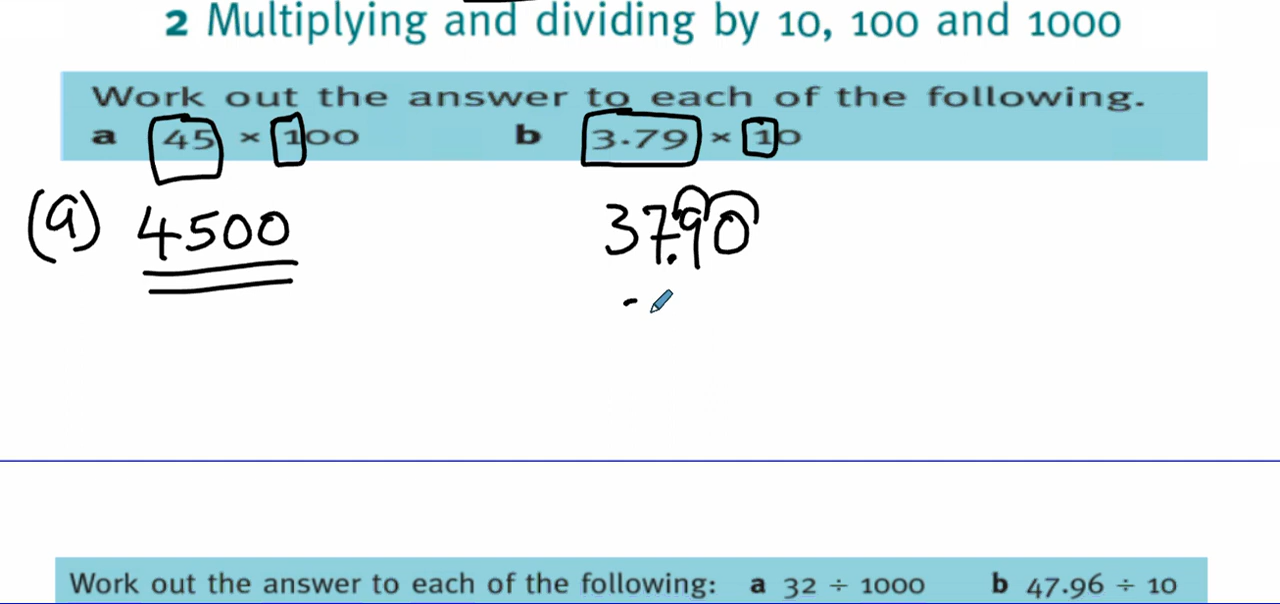 2 Multiplying and dividing by 10, 100 and 1000
Work out the answer to each of the following.
a 45 × 100 b 3.79 × 10
(a) 4500 37.90
Work out the answer to each of the following: a 32 ÷ 1000 b 47.96 ÷ 10